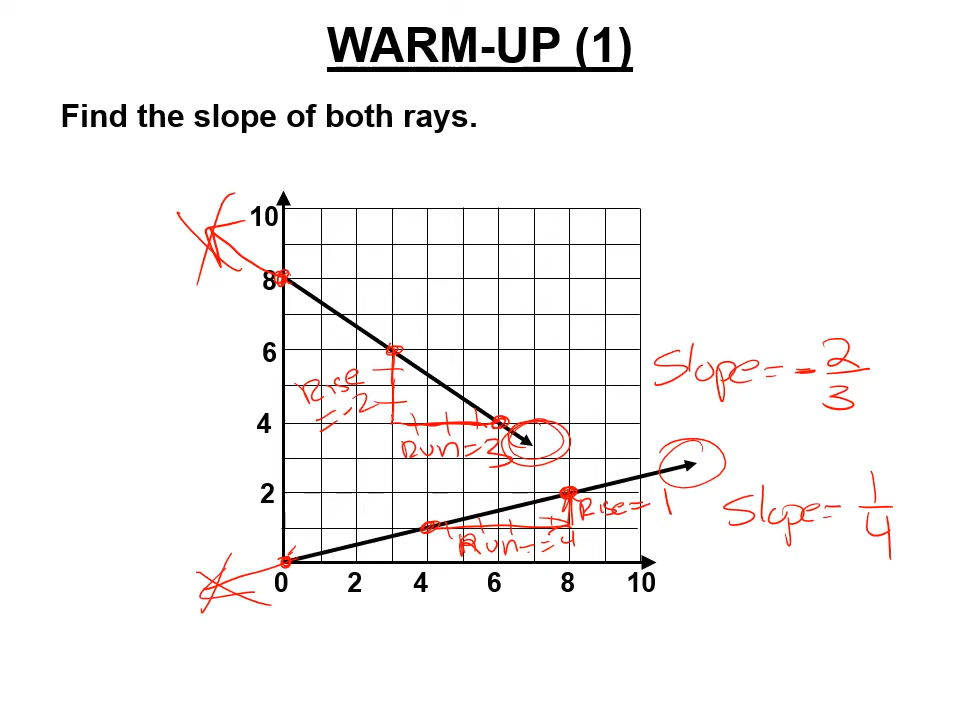 WARM-UP (1)
Find the slope of both rays.
10
8
6
4
2
0 2 4 6 8 10
Rise
=-2
Run=3
Slope=-2/3
Rise=1
Run=4
Slope=1/4